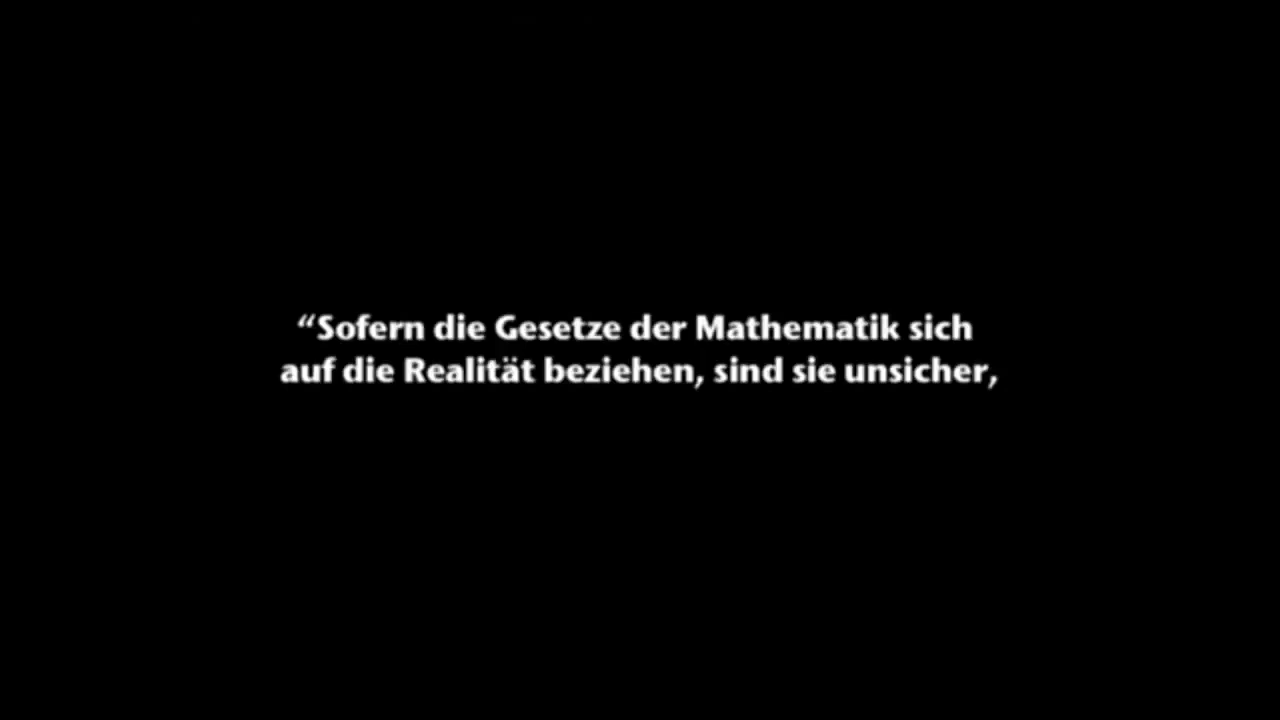 “Sofern die Gesetze der Mathematik sich
auf die Realität beziehen, sind sie unsicher,